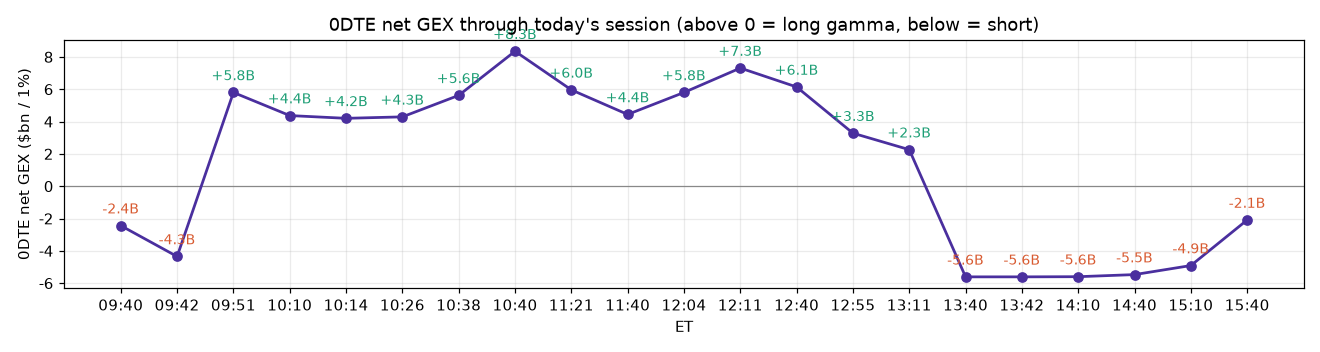 0DTE net GEX through today's session (above 0 = long gamma, below = short)
0DTE net GEX ($bn / 1%)
8
6
4
2
0
-2
-4
-6
-2.4B
-4.3B
+5.8B
+4.4B
+4.2B
+4.3B
+5.6B
+8.3B
+6.0B
+4.4B
+5.8B
+7.3B
+6.1B
+3.3B
+2.3B
-5.6B
-5.6B
-5.6B
-5.5B
-4.9B
-2.1B
09:40 09:42 09:51 10:10 10:14 10:26 10:38 10:40 11:21 11:40 12:04 12:11 12:40 12:55 13:11 13:40 13:42 14:10 14:40 15:10 15:40
ET